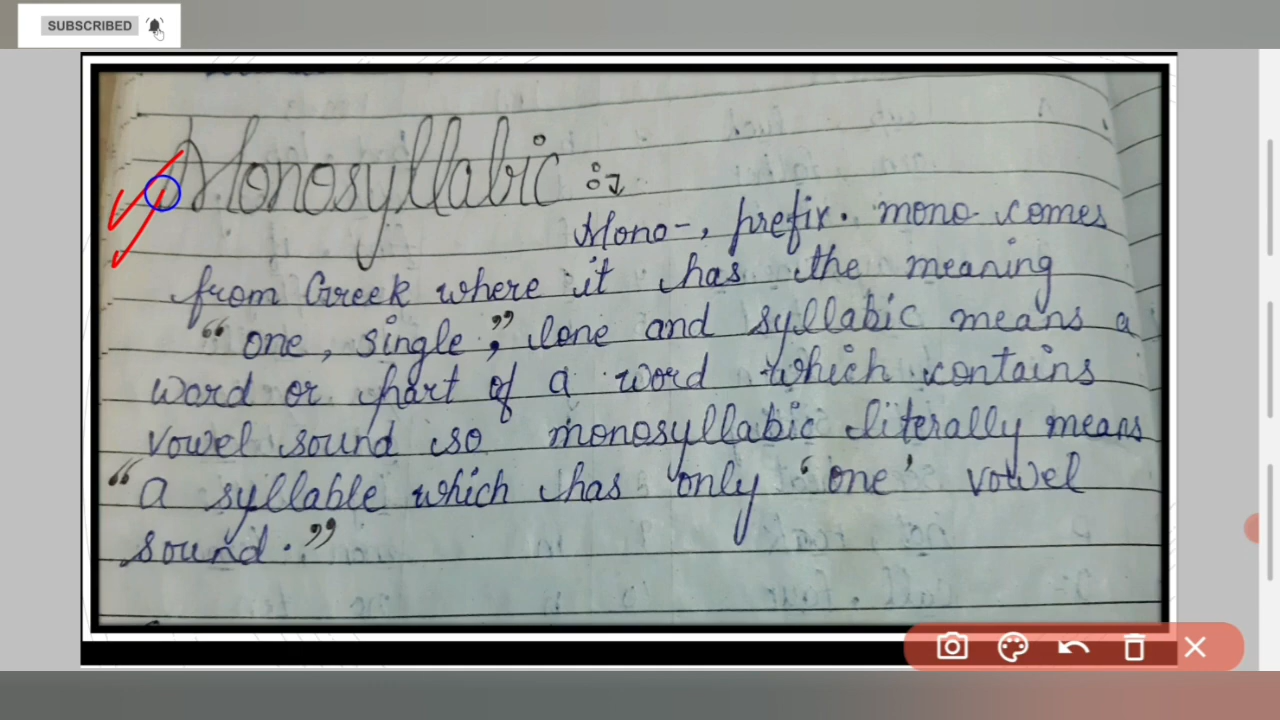 SUBSCRIBED
Monosyllabic :-
Mono-, prefix. mono comes
from Greek where it has the meaning
“ one, single ;” lone and syllabic means a
word or part of a word which contains
vowel sound so monosyllabic literally means
“ a syllable which has only ‘one’ vowel
sound.”